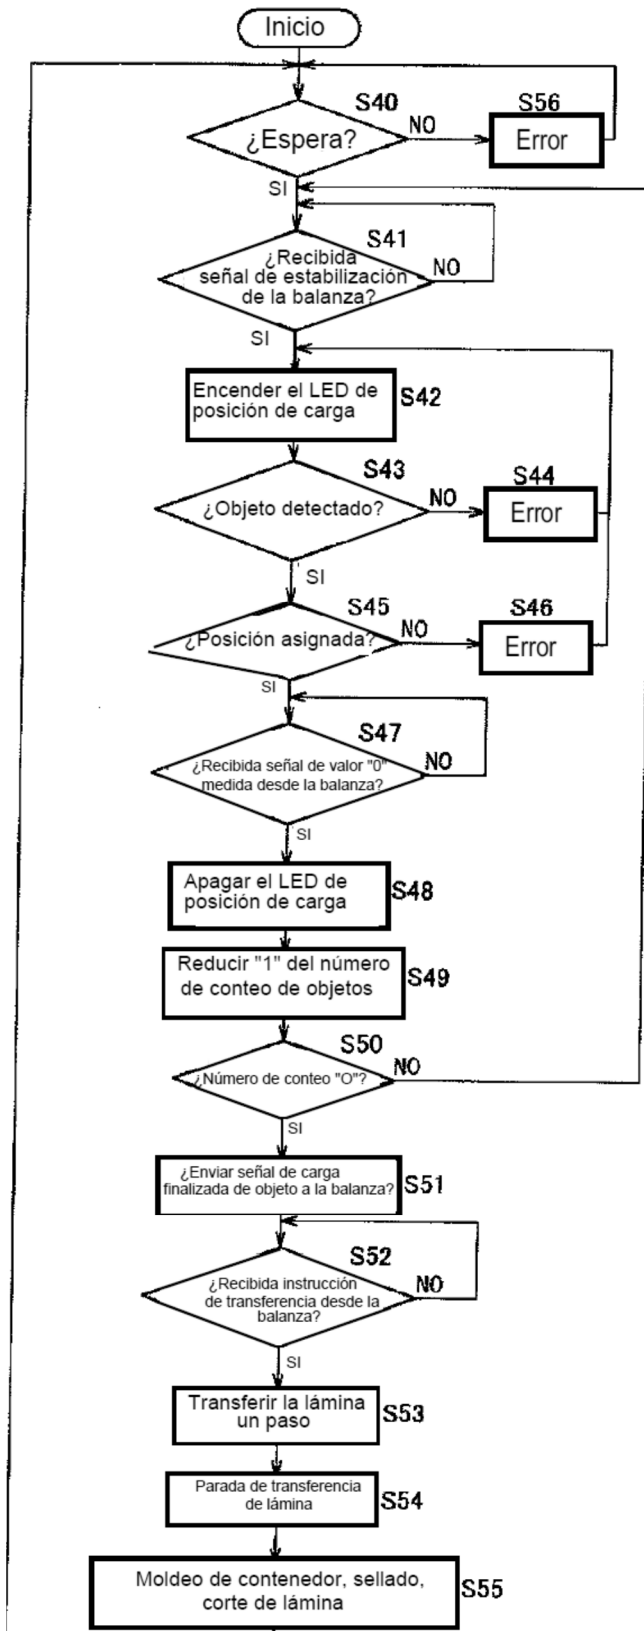 Inicio
S40
¿Espera?
NO
S56
Error
SI
S41
¿Recibida
señal de estabilización
de la balanza?
NO
SI
Encender el LED de
posición de carga
S42
S43
¿Objeto detectado?
NO
S44
Error
SI
S45
¿Posición asignada?
NO
S46
Error
SI
S47
¿Recibida señal de valor "0"
medida desde la balanza?
NO
SI
Apagar el LED de
posición de carga
S48
Reducir "1" del número
de conteo de objetos
S49
S50
¿Número de conteo "O"?
NO
SI
¿Enviar señal de carga
finalizada de objeto a la balanza?
S51
S52
¿Recibida instrucción
de transferencia desde la
balanza?
NO
SI
Transferir la lámina
un paso
S53
Parada de transferencia
de lámina
S54
Moldeo de contenedor, sellado,
corte de lámina
S55